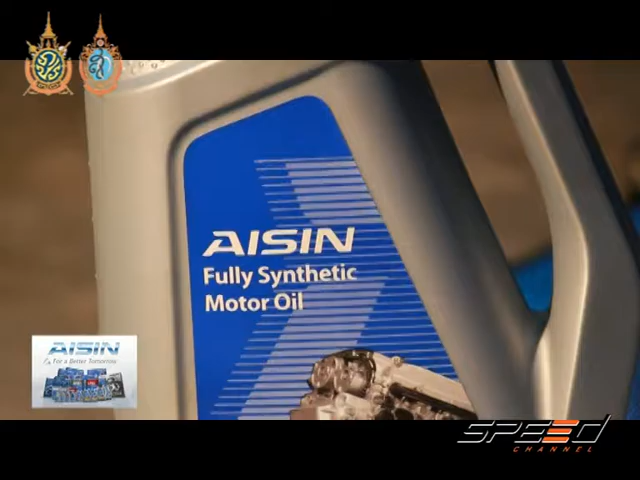 AISIN
Fully Synthetic
Motor Oil
AISIN
For a Better Tomorrow
SPEED
CHANNEL